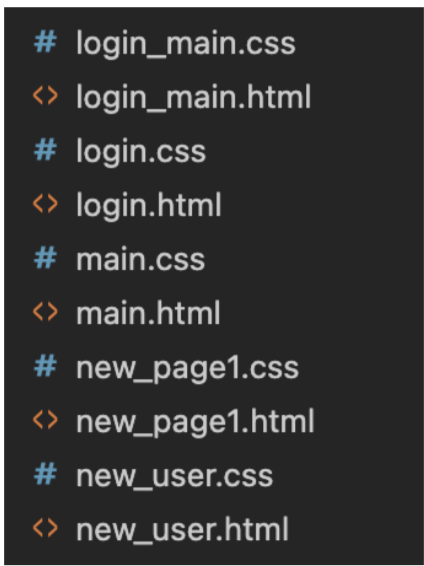 # login_main.css
<> login_main.html
# login.css
<> login.html
# main.css
<> main.html
# new_page1.css
<> new_page1.html
# new_user.css
<> new_user.html